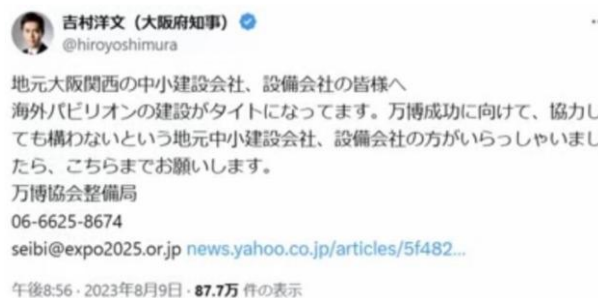 吉村洋文（大阪府知事）
@hiroyoshimura
地元大阪関西の中小建設会社、設備会社の皆様へ
海外パビリオンの建設がタイトになってます。万博成功に向けて、協力し
ても構わないという地元中小建設会社、設備会社の方がいらっしゃいまし
たら、こちらまでお願いします。
万博協会整備局
06-6625-8674
seibi@expo2025.or.jp news.yahoo.co.jp/articles/5f482...
午後8:56 · 2023年8月9日 · 87.7万 件の表示